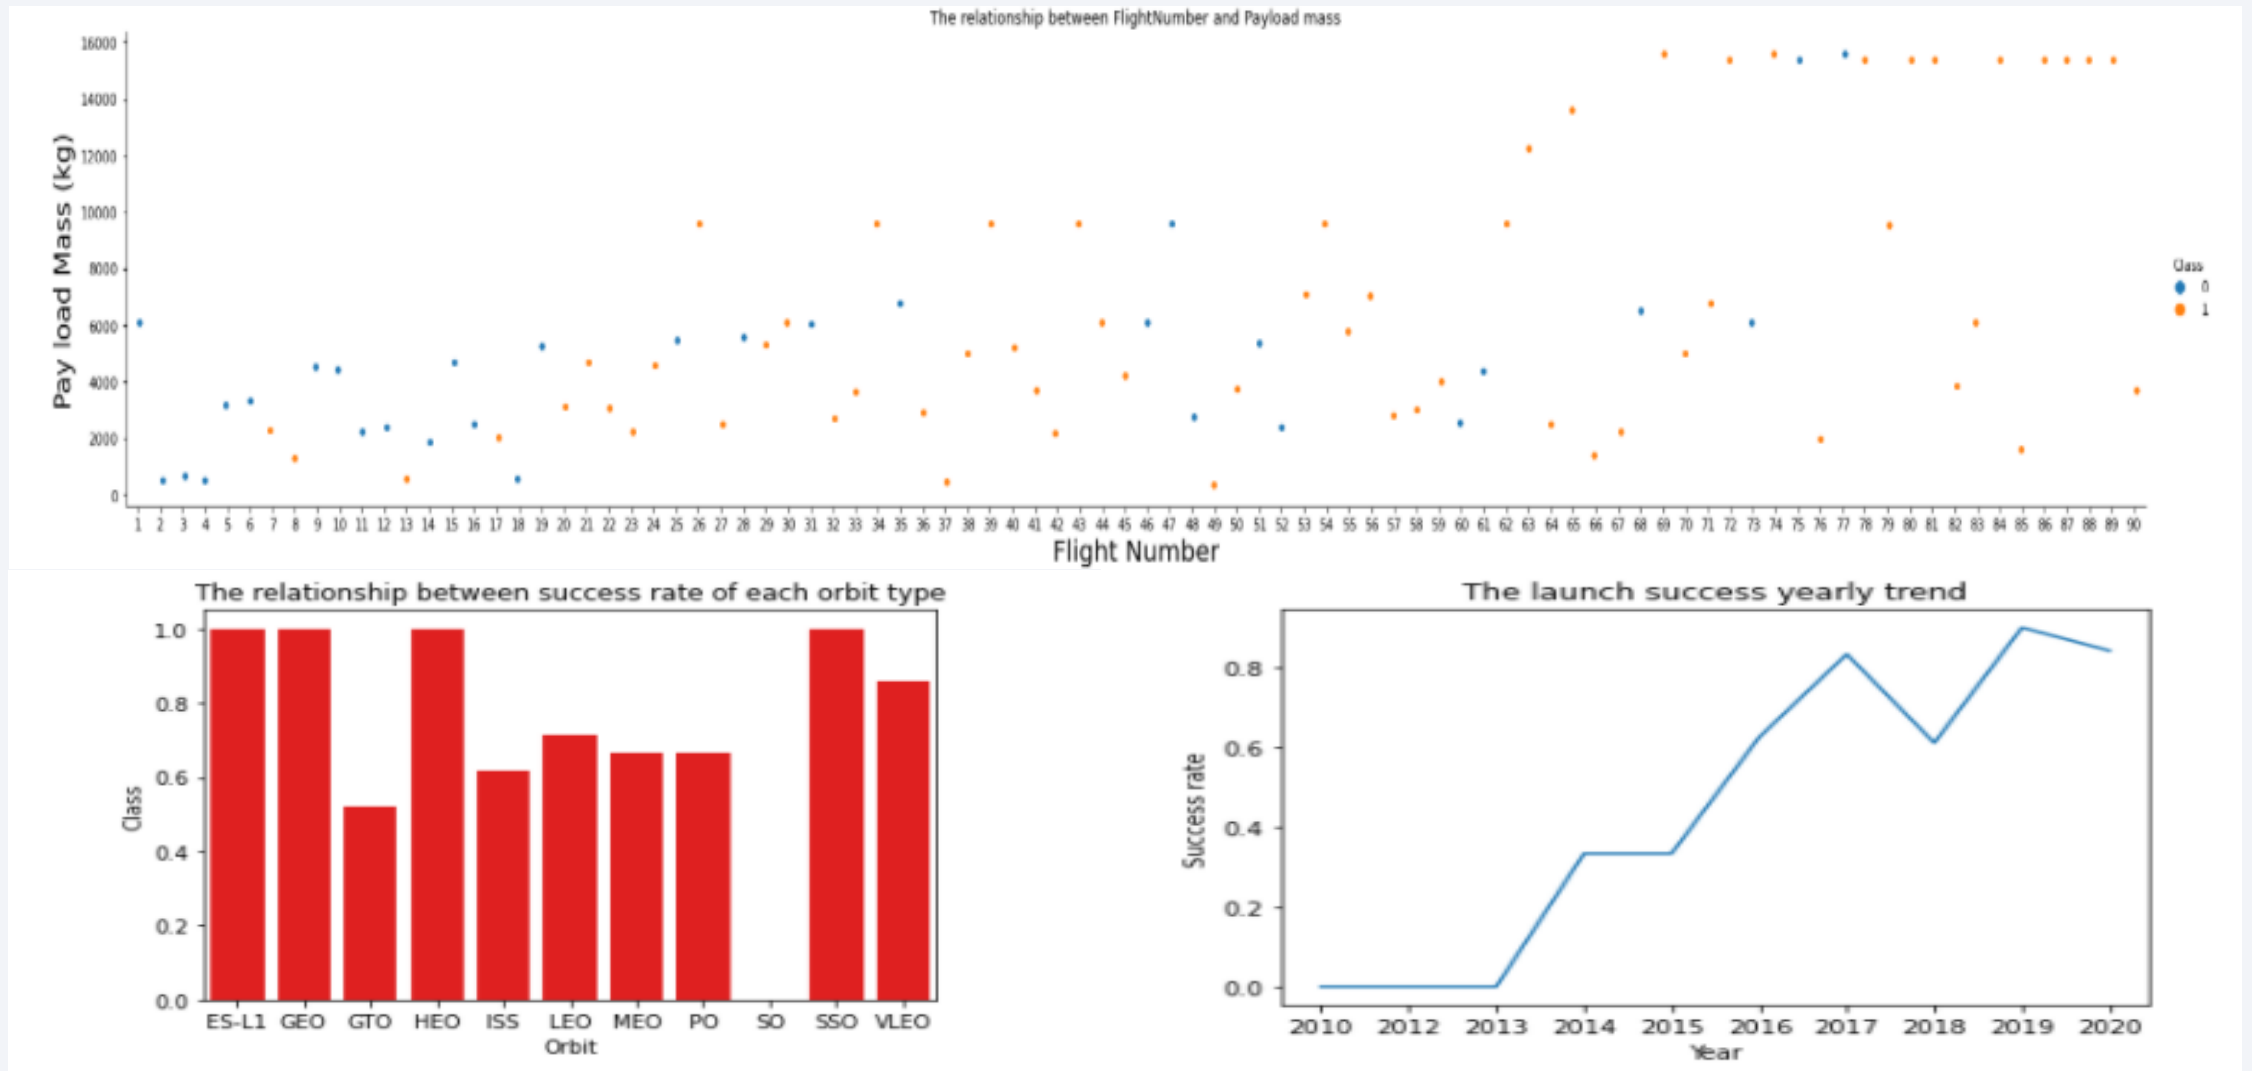 The relationship between FlightNumber and Payload mass
16000
14000
12000
10000
8000
6000
4000
2000
0
Pay load Mass (kg)
1 2 3 4 5 6 7 8 9 10 11 12 13 14 15 16 17 18 19 20 21 22 23 24 25 26 27 28 29 30 31 32 33 34 35 36 37 38 39 40 41 42 43 44 45 46 47 48 49 50 51 52 53 54 55 56 57 58 59 60 61 62 63 64 65 66 67 68 69 70 71 72 73 74 75 76 77 78 79 80 81 82 83 84 85 86 87 88 89 90
Flight Number
Class
0
1
The relationship between success rate of each orbit type
1.0
0.8
0.6
0.4
0.2
0.0
Class
ES-L1 GEO GTO HEO ISS LEO MEO PO SO SSO VLEO
Orbit
The launch success yearly trend
0.8
0.6
0.4
0.2
0.0
Success rate
2010 2012 2013 2014 2015 2016 2017 2018 2019 2020
Year